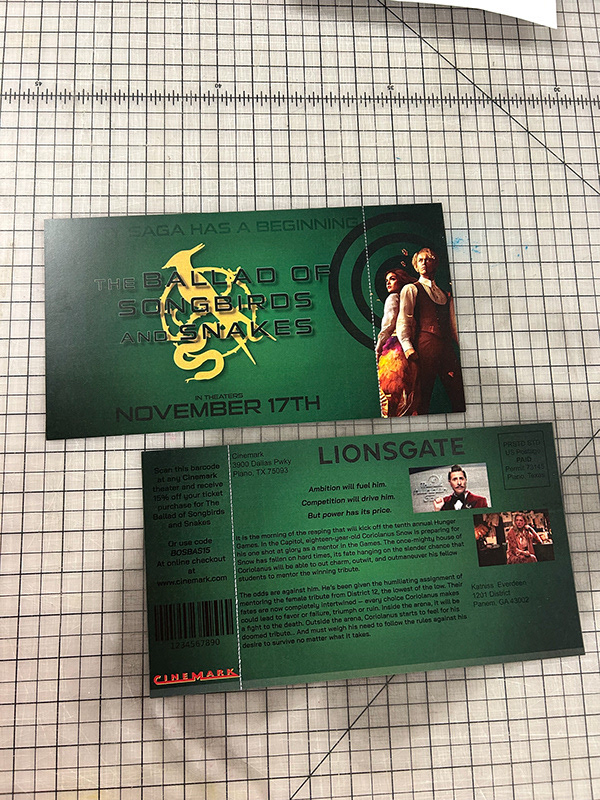 45
40
35
30
SAGA HAS A BEGINNING
THE BALLAD OF
SONGBIRDS
AND SNAKES
IN THEATERS
NOVEMBER 17TH
Scan this barcode
at any Cinemark
theater and receive
15% off your ticket
purchase for The
Ballad of Songbirds
and Snakes
Or use code
BOSBAS15
At online checkout
at
www.cinemark.com
1234567890
CINEMARK
Cinemark
3900 Dallas Pwky
Plano, TX 75093
LIONSGATE
PRSTD STD
US Postage
PAID
Plano, Texas
Ambition will fuel him.
Competition will drive him.
But power has its price.
It is the morning of the reaping that will kick off the tenth annual Hunger
Games. In the Capitol, eighteen-year-old Coriolanus Snow is preparing for
his one shot at glory as a mentor in the Games. The once-mighty house of
Snow has fallen on hard times, its fate hanging on the slender chance that
Coriolanus will be able to out charm, outwit, and outmaneuver his fellow
students to mentor the winning tribute.
The odds are against him. He's been given the humiliating assignment of
mentoring the female tribute from District 12, the lowest of the low. Their
fates are now completely intertwined — every choice Coriolanus makes
could lead to favor or failure, triumph or ruin. Inside the arena, it will be
a fight to the death. Outside the arena, Coriolanus starts to feel for his
doomed tribute... And must weigh his need to follow the rules against his
desire to survive no matter what it takes.
Katniss Everdeen
1201 District
Panem, GA 43002